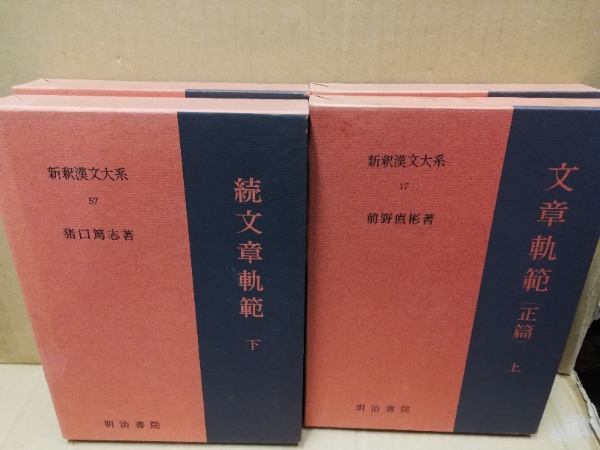 新釈漢文大系
57
猪口篤志著
続文章軌範
下
明治書院
新釈漢文大系
17
前野直彬著
文章軌範（正篇）
上
明治書院